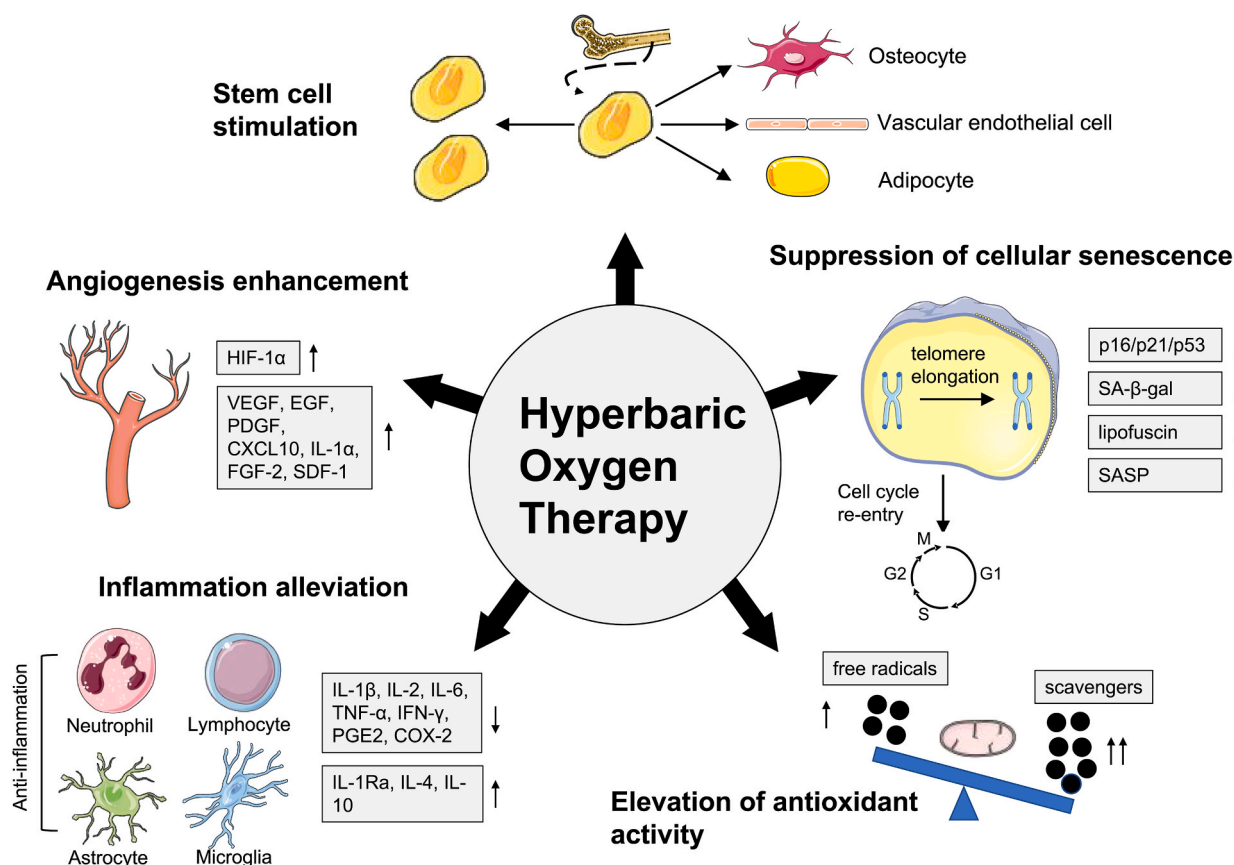 Stem cell
stimulation
Osteocyte
Vascular endothelial cell
Adipocyte
Angiogenesis enhancement
HIF-1α ↑
VEGF, EGF,
PDGF,
CXCL10, IL-1α,
FGF-2, SDF-1
↑
Suppression of cellular senescence
telomere
elongation
p16/p21/p53
SA-β-gal
lipofuscin
SASP
Cell cycle
re-entry
M
G2
G1
S
Hyperbaric
Oxygen
Therapy
Inflammation alleviation
Anti-inflammation
Neutrophil
Lymphocyte
Astrocyte
Microglia
IL-1β, IL-2, IL-6,
TNF-α, IFN-γ,
PGE2, COX-2
↓
IL-1Ra, IL-4, IL-
10
↑
free radicals
↑
scavengers
↑↑
Elevation of antioxidant
activity